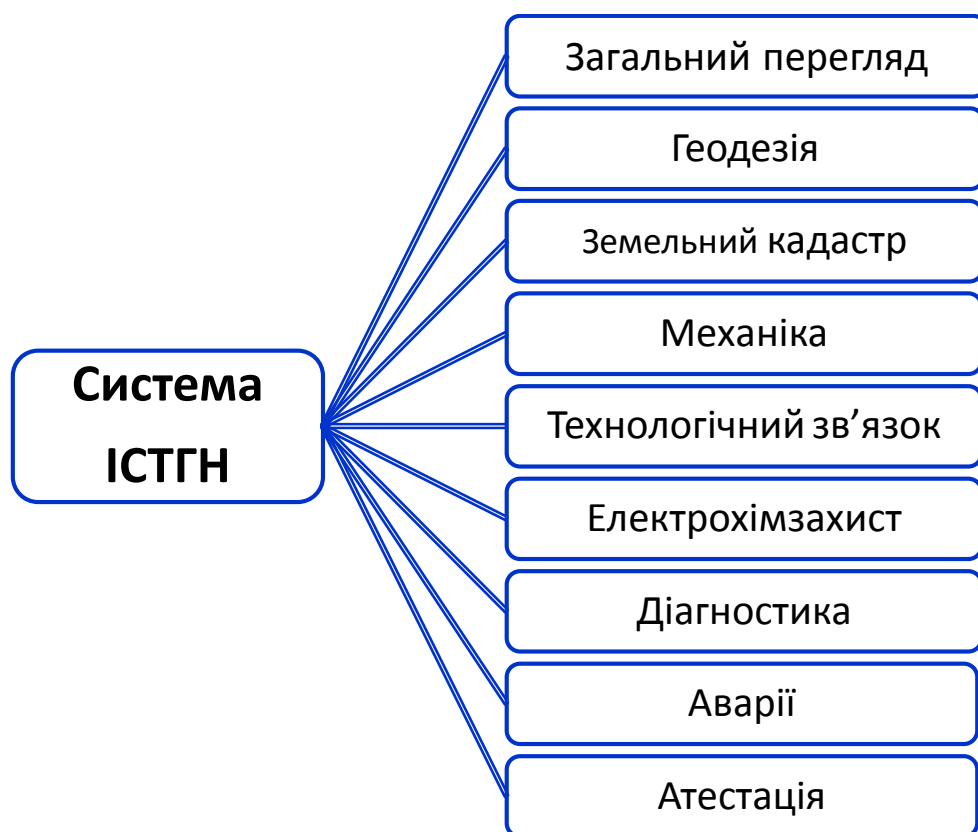 Загальний перегляд
Геодезія
Земельний кадастр
Механіка
Система
ІСТГН
Технологічний зв’язок
Електрохімзахист
Діагностика
Аварії
Атестація